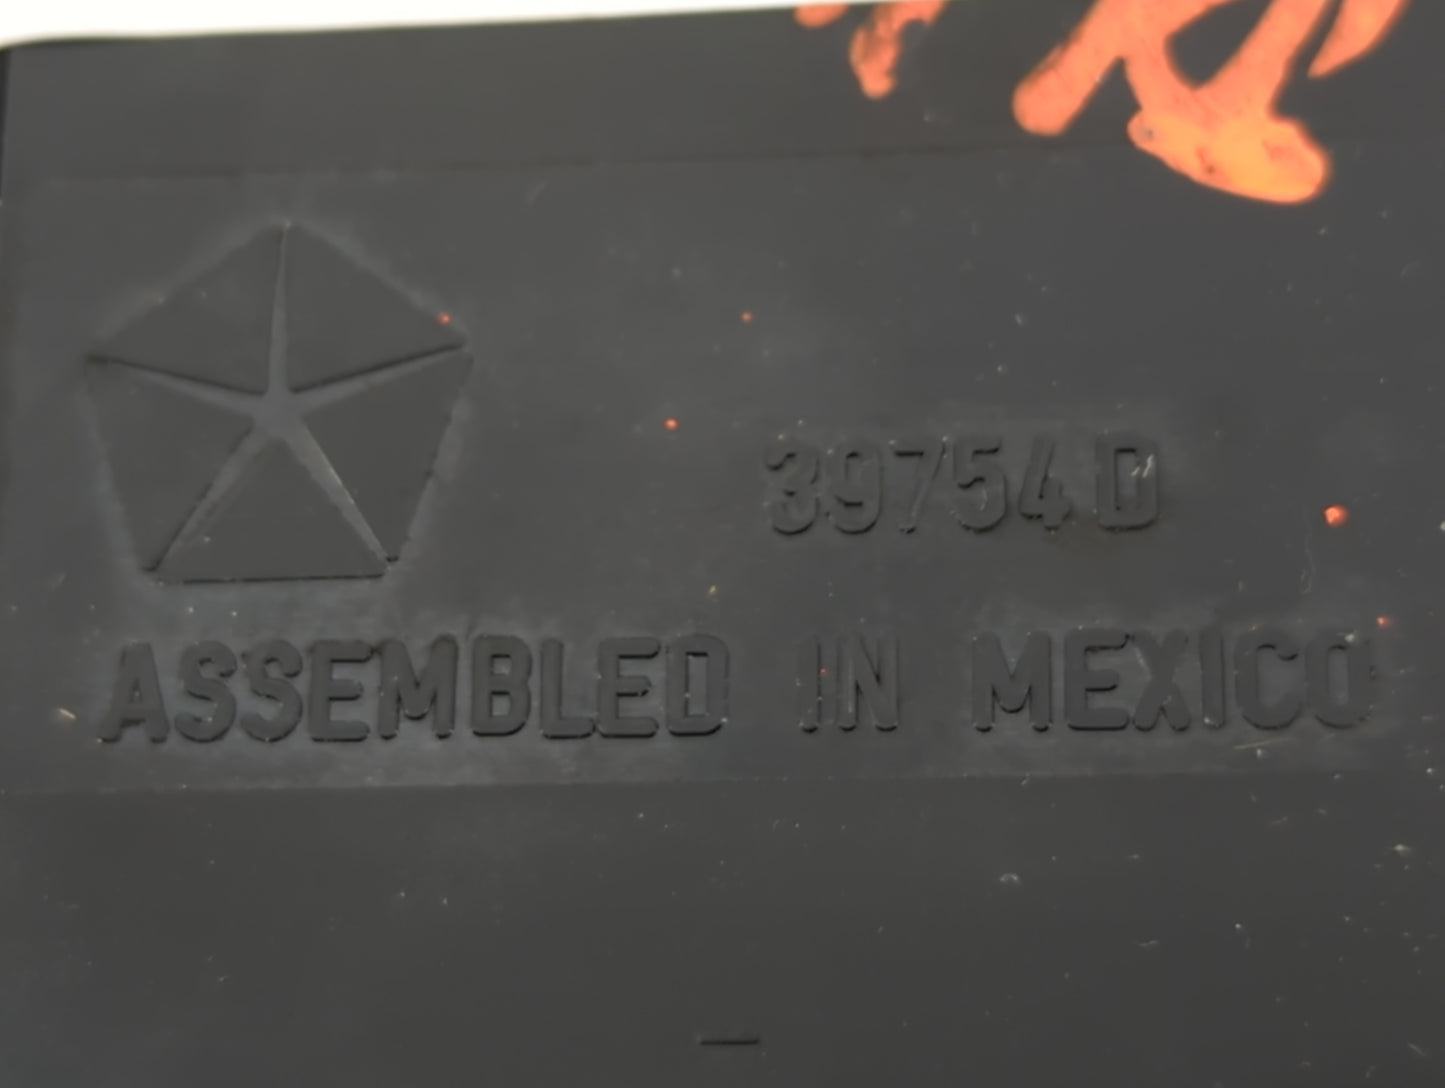 39754D
ASSEMBLED IN MEXICO